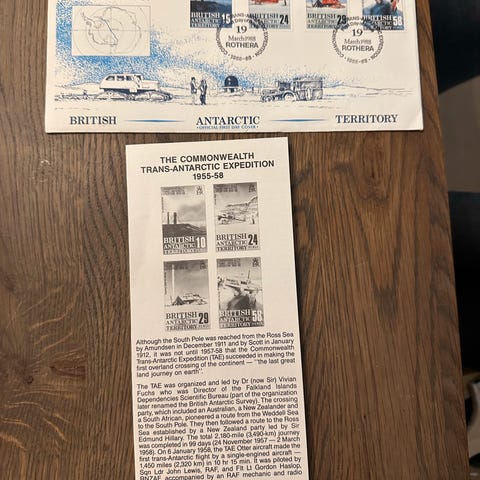 BRITISH ANTARCTIC TERRITORY
15
BRITISH ANTARCTIC
24
BRITISH ANTARCTIC
29
BRITISH ANTARCTIC
58
19
March 1988
ROTHERA
1955-58
19
March 1988
ROTHERA
1955-58
BRITISH ANTARCTIC TERRITORY
• OFFICIAL FIRST DAY COVER •
THE COMMONWEALTH
TRANS-ANTARCTIC EXPEDITION
1955-58
BRITISH
ANTARCTIC
TERRITORY
10
BRITISH
ANTARCTIC
TERRITORY
24
BRITISH
ANTARCTIC
TERRITORY
29
BRITISH
ANTARCTIC
TERRITORY
58
Although the South Pole was reached from the Ross Sea
by Amundsen in December 1911 and by Scott in January
1912, it was not until 1957-58 that the Commonwealth
Trans-Antarctic Expedition (TAE) succeeded in making the
first overland crossing of the continent — "the last great
land journey on earth".
The TAE was organized and led by Dr (now Sir) Vivian
Fuchs who was Director of the Falkland Islands
Dependencies Scientific Bureau (part of the organization
later renamed the British Antarctic Survey). The crossing
party, which included an Australian, a New Zealander and
a South African, pioneered a route from the Weddell Sea
to the South Pole. They then followed a route to the Ross
Sea established by a New Zealand party led by Sir
Edmund Hillary. The total 2,180-mile (3,490-km) journey
was completed in 99 days (24 November 1957 — 2 March
1958). On 6 January 1958, the TAE Otter aircraft made the
first trans-Antarctic flight by a single-engined aircraft —
1,450 miles (2,320 km) in 10 hr 15 min. It was piloted by
Sqn Ldr John Lewis, RAF, and Flt Lt Gordon Haslop,
RNZAF, accompanied by an RAF mechanic and radio